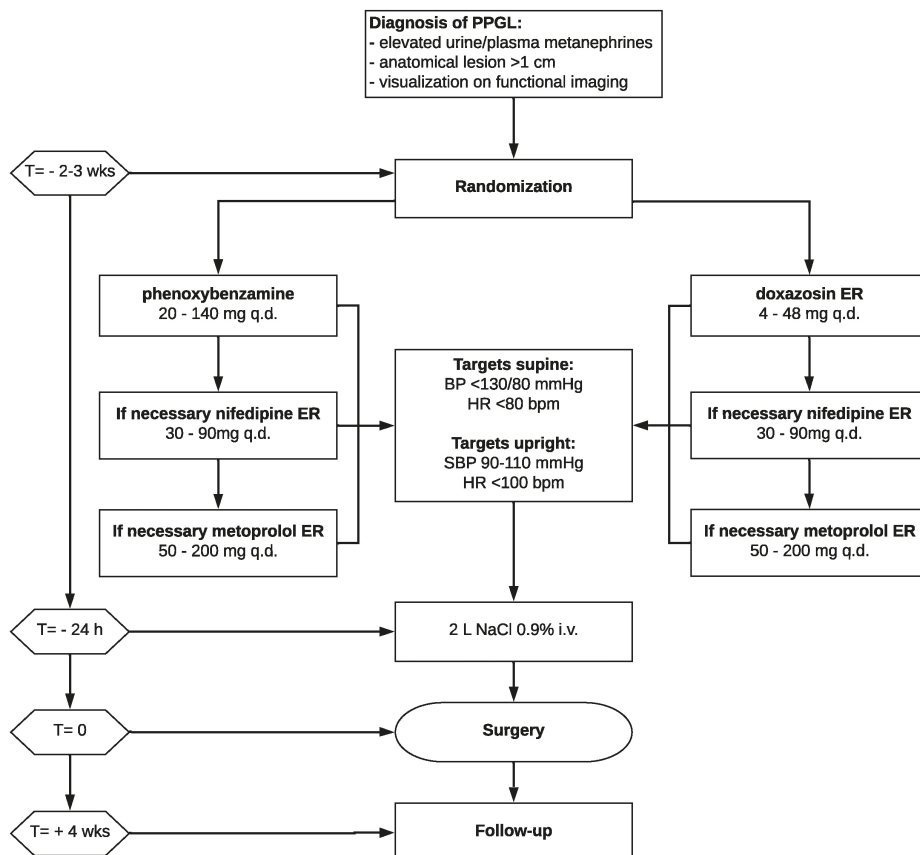 Diagnosis of PPGL:
- elevated urine/plasma metanephrines
- anatomical lesion >1 cm
- visualization on functional imaging
T= - 2-3 wks
Randomization
phenoxybenzamine
20 - 140 mg q.d.
doxazosin ER
4 - 48 mg q.d.
Targets supine:
BP <130/80 mmHg
HR <80 bpm
Targets upright:
SBP 90-110 mmHg
HR <100 bpm
If necessary nifedipine ER
30 - 90mg q.d.
If necessary nifedipine ER
30 - 90mg q.d.
If necessary metoprolol ER
50 - 200 mg q.d.
If necessary metoprolol ER
50 - 200 mg q.d.
T= - 24 h
2 L NaCl 0.9% i.v.
T= 0
Surgery
T= + 4 wks
Follow-up